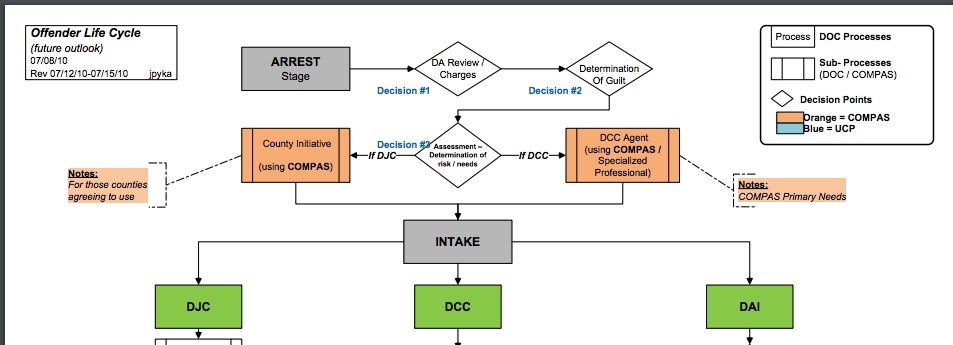 Offender Life Cycle
(future outlook)
07/08/10
Rev 07/12/10-07/15/10 jpyka
ARREST
Stage
DA Review /
Charges
Decision #1
Determination
Of Guilt
Decision #2
Process
DOC Processes
Sub- Processes
(DOC / COMPAS)
Decision Points
Orange = COMPAS
Blue = UCP
County Initiative
(using COMPAS)
If DJC
Decision #3
Assessment –
Determination of
risk / needs
If DCC
DCC Agent
(using COMPAS /
Specialized
Professional)
Notes:
For those counties
agreeing to use
Notes:
COMPAS Primary Needs
INTAKE
DJC
DCC
DAI